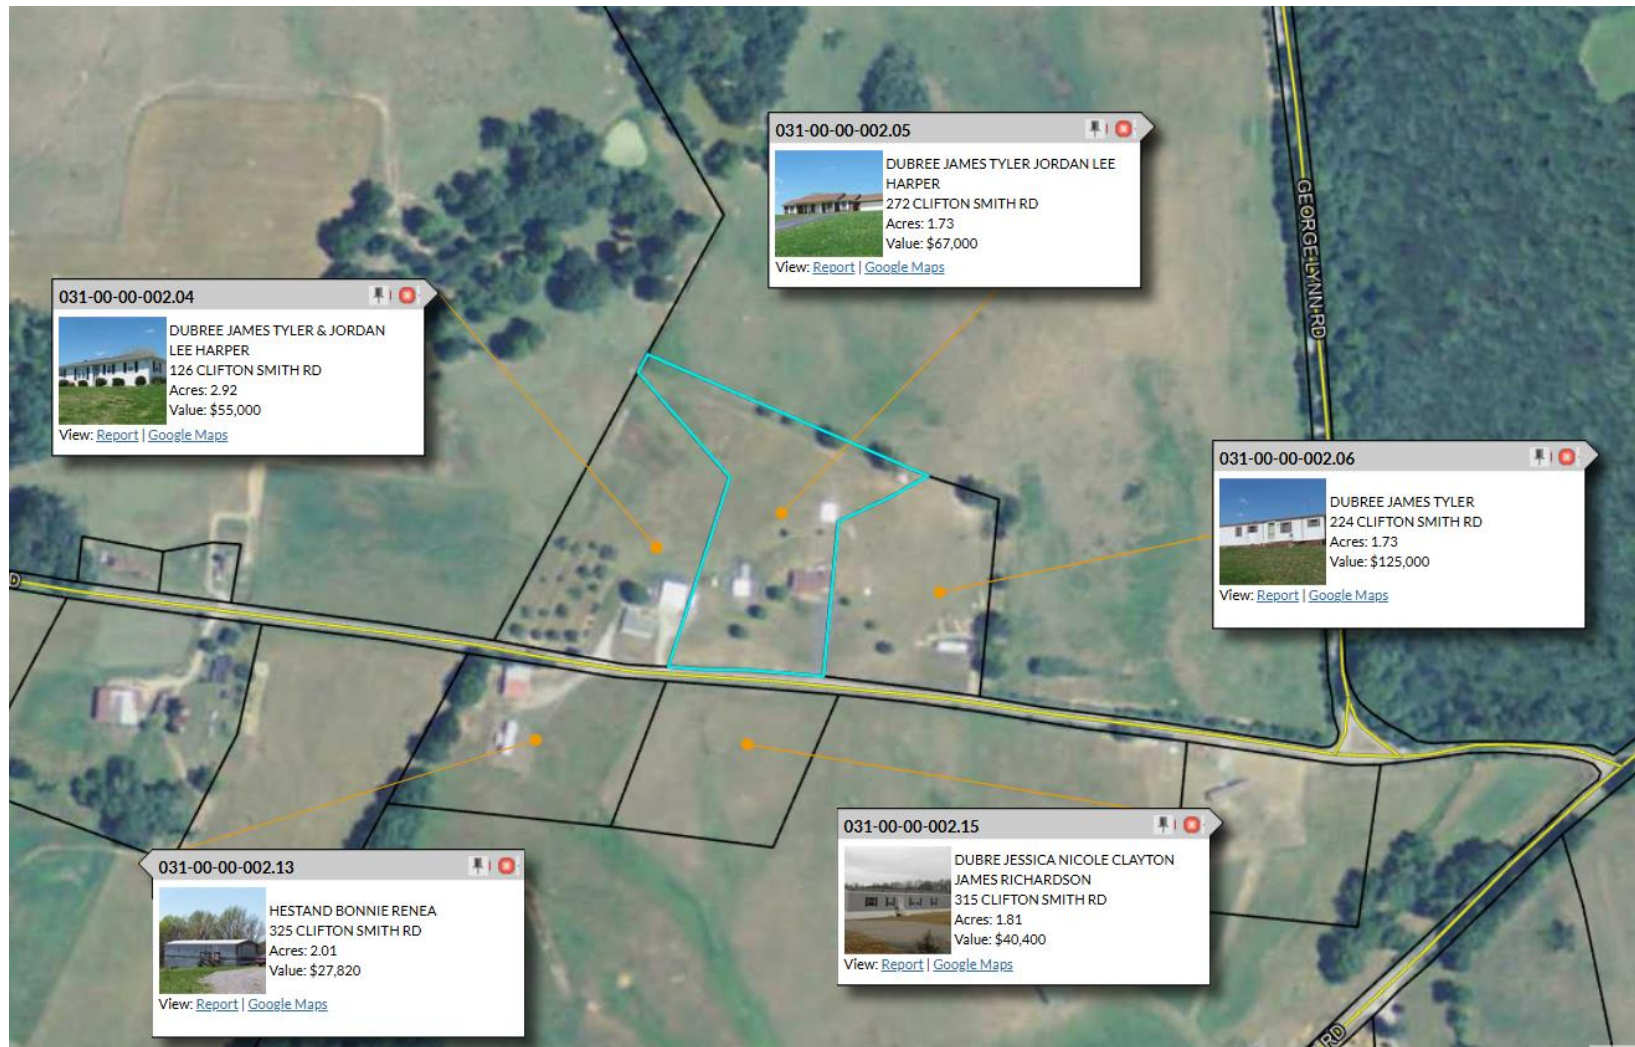 031-00-00-002.05
DUBREE JAMES TYLER JORDAN LEE
HARPER
272 CLIFTON SMITH RD
Acres: 1.73
Value: $67,000
View: Report | Google Maps
GEORGE LYNN RD
031-00-00-002.04
DUBREE JAMES TYLER & JORDAN
LEE HARPER
126 CLIFTON SMITH RD
Acres: 2.92
Value: $55,000
View: Report | Google Maps
031-00-00-002.06
DUBREE JAMES TYLER
224 CLIFTON SMITH RD
Acres: 1.73
Value: $125,000
View: Report | Google Maps
D
031-00-00-002.15
DUBRE JESSICA NICOLE CLAYTON
JAMES RICHARDSON
315 CLIFTON SMITH RD
Acres: 1.81
Value: $40,400
View: Report | Google Maps
031-00-00-002.13
HESTAND BONNIE RENEA
325 CLIFTON SMITH RD
Acres: 2.01
Value: $27,820
View: Report | Google Maps
RD